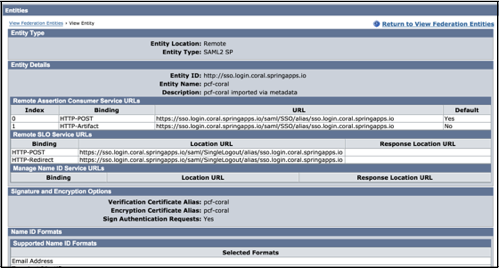 Entities
View Federation Entities > View Entity
Return to View Federation Entities
Entity Type
Entity Location: Remote
Entity Type: SAML2 SP
Entity Details
Entity ID: http://sso.login.coral.springapps.io
Entity Name: pcf-coral
Description: pcf-coral imported via metadata
Remote Assertion Consumer Service URLs
Index Binding URL Default
0 HTTP-POST https://sso.login.coral.springapps.io/saml/SSO/alias/sso.login.coral.springapps.io Yes
1 HTTP-Artifact https://sso.login.coral.springapps.io/saml/SSO/alias/sso.login.coral.springapps.io No
Remote SLO Service URLs
Binding Location URL Response Location URL
HTTP-POST https://sso.login.coral.springapps.io/saml/SingleLogout/alias/sso.login.coral.springapps.io
HTTP-Redirect https://sso.login.coral.springapps.io/saml/SingleLogout/alias/sso.login.coral.springapps.io
Manage Name ID Service URLs
Binding Location URL Response Location URL
Signature and Encryption Options
Verification Certificate Alias: pcf-coral
Encryption Certificate Alias: pcf-coral
Sign Authentication Requests: Yes
Name ID Formats
Supported Name ID Formats
Selected Formats
Email Address